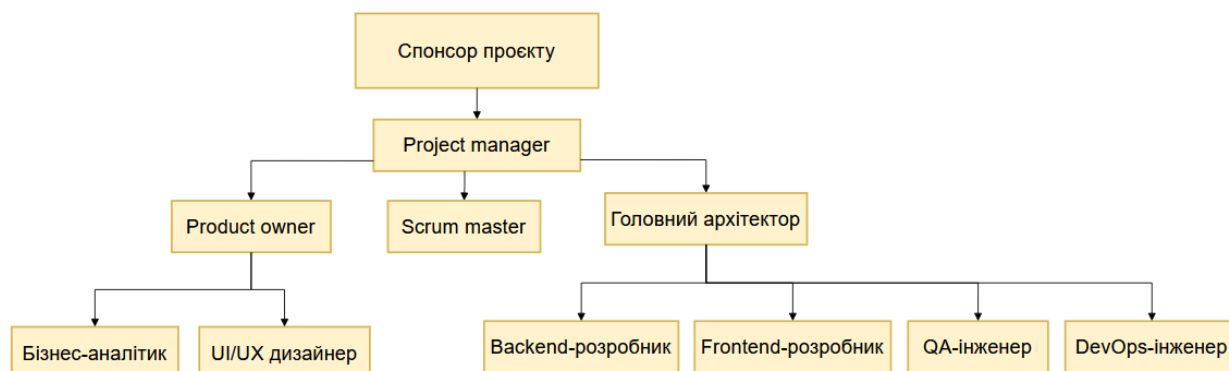 Спонсор проєкту
Project manager
Product owner
Scrum master
Головний архітектор
Бізнес-аналітик
UI/UX дизайнер
Backend-розробник
Frontend-розробник
QA-інженер
DevOps-інженер